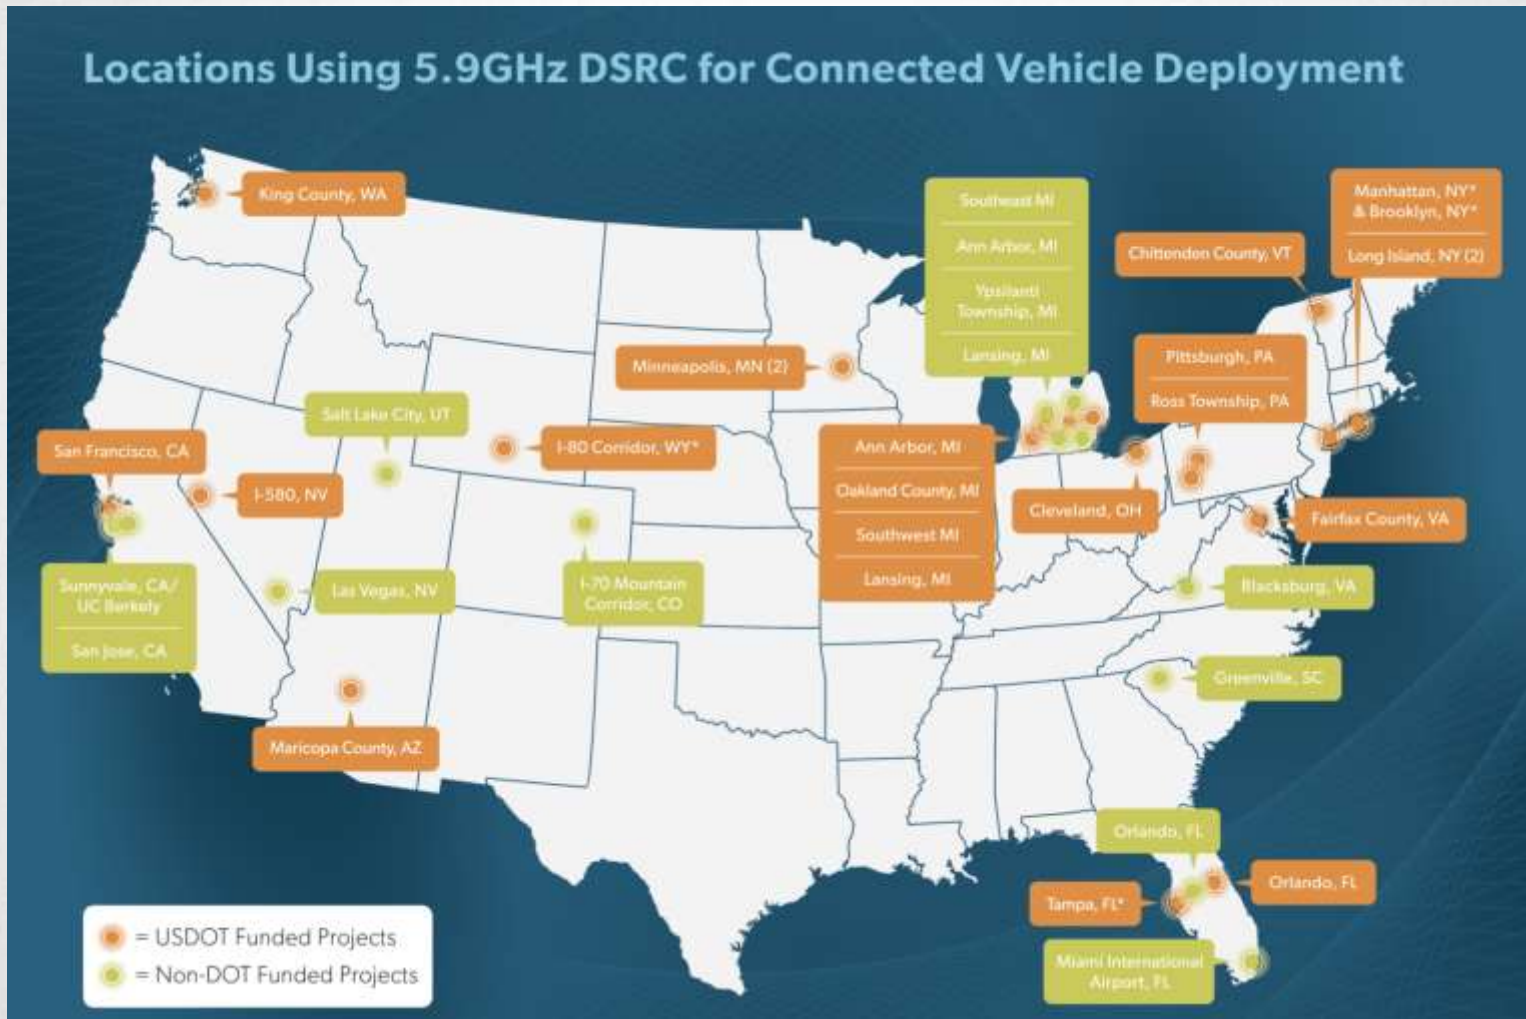 Locations Using 5.9GHz DSRC for Connected Vehicle Deployment
King County, WA
Southeast MI
Ann Arbor, MI
Ypsilanti
Township, MI
Lansing, MI
Manhattan, NY*
& Brooklyn, NY*
Long Island, NY (2)
Chittenden County, VT
Minneapolis, MN (2)
Pittsburgh, PA
Ross Township, PA
Salt Lake City, UT
San Francisco, CA
I-80 Corridor, WY*
Ann Arbor, MI
Oakland County, MI
Southwest MI
Lansing, MI
I-580, NV
Cleveland, OH
Fairfax County, VA
Sunnyvale, CA/
UC Berkely
San Jose, CA
Las Vegas, NV
I-70 Mountain
Corridor, CO
Blacksburg, VA
Greenville, SC
Maricopa County, AZ
Orlando, FL
Orlando, FL
Tampa, FL*
Miami International
Airport, FL
= USDOT Funded Projects
= Non-DOT Funded Projects